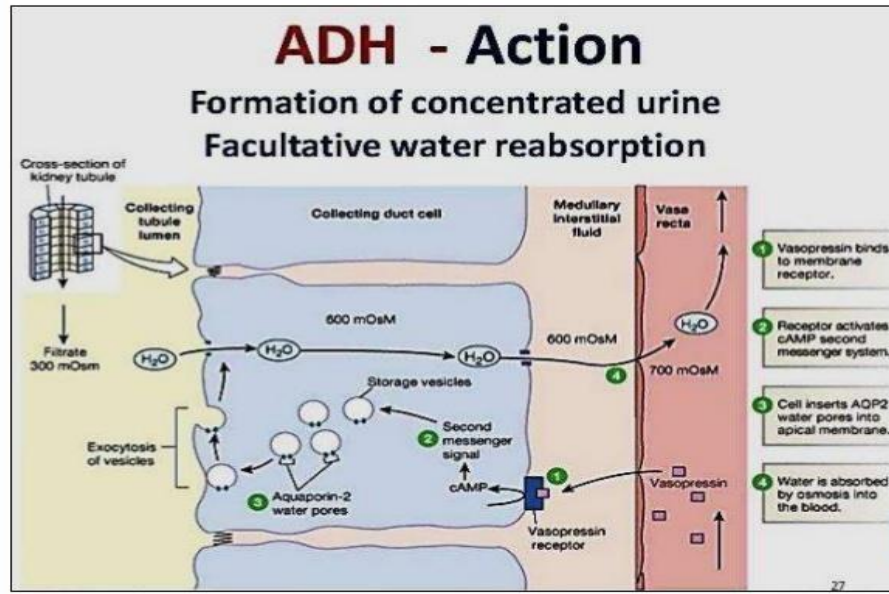 ADH - Action
Formation of concentrated urine
Facultative water reabsorption
Cross-section of
kidney tubule
Collecting
tubule
lumen
Collecting duct cell
Medullary
interstitial
fluid
Vasa
recta
Filtrate
300 mOsm
H₂O
600 mOsM
H₂O
H₂O
600 mOsM
4
H₂O
700 mOsM
Storage vesicles
Exocytosis
of vesicles
2 Second
messenger
signal
cAMP
3 Aquaporin-2
water pores
1
Vasopressin
receptor
Vasopressin
1 Vasopressin binds
to membrane
receptor.
2 Receptor activates
cAMP second
messenger system.
3 Cell inserts AQP2
water pores into
apical membrane.
4 Water is absorbed
by osmosis into
the blood.
27